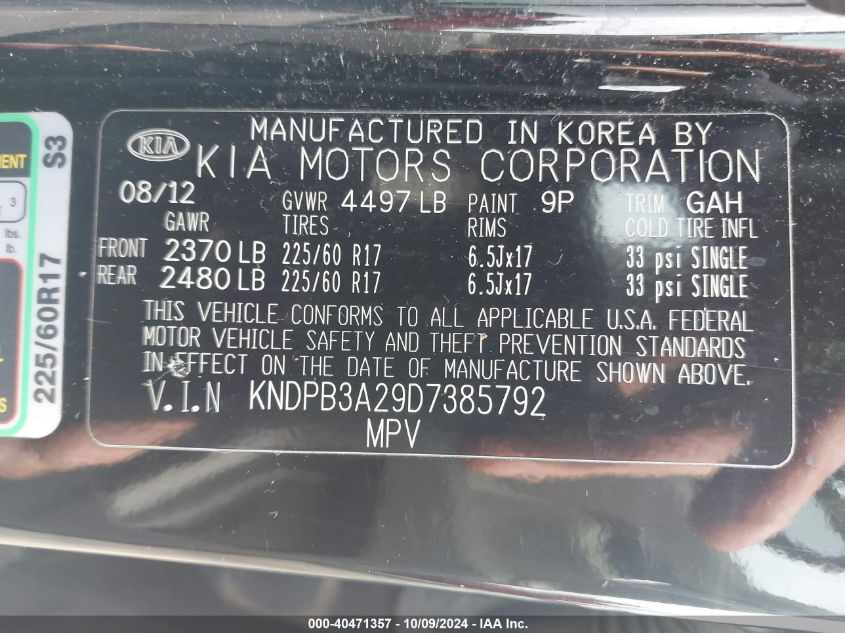 MENT
3
E
lbs.
lb.
L
S
S3
225/60R17
KIA
MANUFACTURED IN KOREA BY
KIA MOTORS CORPORATION
08/12 GVWR 4497 LB PAINT 9P TRIM GAH
GAWR TIRES RIMS COLD TIRE INFL
FRONT 2370 LB 225/60 R17 6.5Jx17 33 psi SINGLE
REAR 2480 LB 225/60 R17 6.5Jx17 33 psi SINGLE
THIS VEHICLE CONFORMS TO ALL APPLICABLE U.S.A. FEDERAL
MOTOR VEHICLE SAFETY AND THEFT PREVENTION STANDARDS
IN EFFECT ON THE DATE OF MANUFACTURE SHOWN ABOVE.
V.I.N KNDPB3A29D7385792
MPV
000-40471357 - 10/09/2024 - IAA Inc.